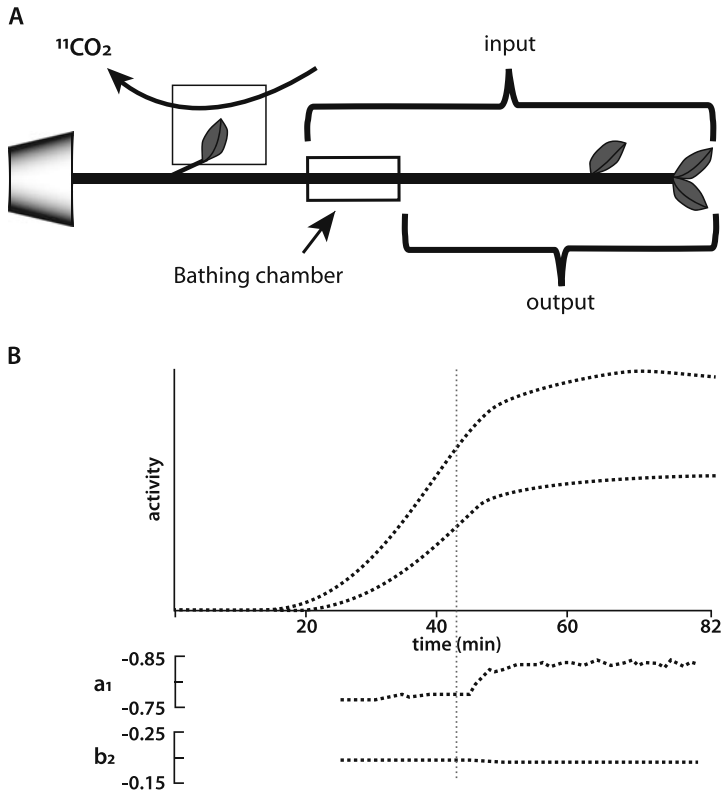 A
¹¹CO₂
input
Bathing chamber
output
B
activity
20 40 60 82
time (min)
-0.85
a₁
-0.75
-0.25
b₂
-0.15